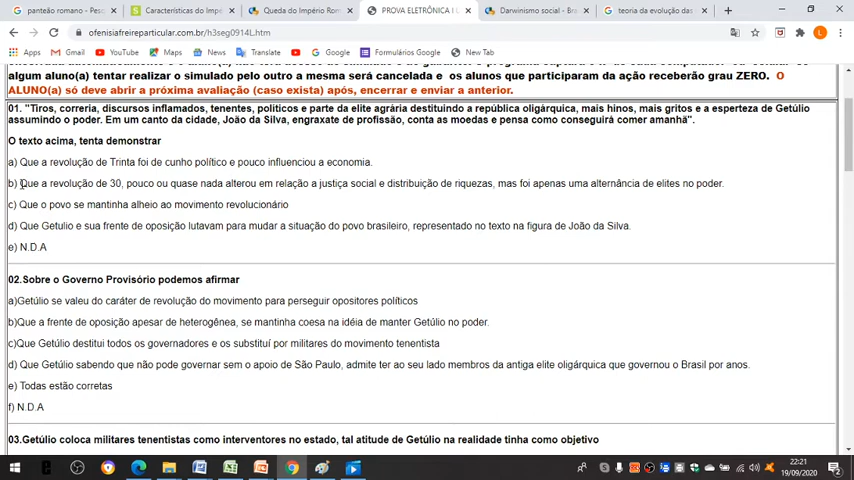 panteão romano - Pesq
Características do Impé
Queda do Império Rom
PROVA ELETRÔNICA I U
Darwinismo social - Bra
teoria da evolução das
ofenisiafreireparticular.com.br/h3seg0914L.htm
Apps Gmail YouTube Maps News Translate Google Formulários Google New Tab
algum aluno(a) tentar realizar o simulado pelo outro a mesma será cancelada e os alunos que participaram da ação receberão grau ZERO. O
ALUNO(a) só deve abrir a próxima avaliação (caso exista) após, encerrar e enviar a anterior.
01. "Tiros, correria, discursos inflamados, tenentes, politicos e parte da elite agrária destituindo a república oligárquica, mais hinos, mais gritos e a esperteza de Getúlio
assumindo o poder. Em um canto da cidade, João da Silva, engraxate de profissão, conta as moedas e pensa como conseguirá comer amanhã".
O texto acima, tenta demonstrar
a) Que a revolução de Trinta foi de cunho político e pouco influenciou a economia.
b) Que a revolução de 30, pouco ou quase nada alterou em relação a justiça social e distribuição de riquezas, mas foi apenas uma alternância de elites no poder.
c) Que o povo se mantinha alheio ao movimento revolucionário
d) Que Getulio e sua frente de oposição lutavam para mudar a situação do povo brasileiro, representado no texto na figura de João da Silva.
e) N.D.A
02.Sobre o Governo Provisório podemos afirmar
a)Getúlio se valeu do caráter de revolução do movimento para perseguir opositores políticos
b)Que a frente de oposição apesar de heterogênea, se mantinha coesa na idéia de manter Getúlio no poder.
c)Que Getúlio destitui todos os governadores e os substituí por militares do movimento tenentista
d) Que Getúlio sabendo que não pode governar sem o apoio de São Paulo, admite ter ao seu lado membros da antiga elite oligárquica que governou o Brasil por anos.
e) Todas estão corretas
f) N.D.A
03.Getúlio coloca militares tenentistas como interventores no estado, tal atitude de Getúlio na realidade tinha como objetivo
22:21
19/09/2020